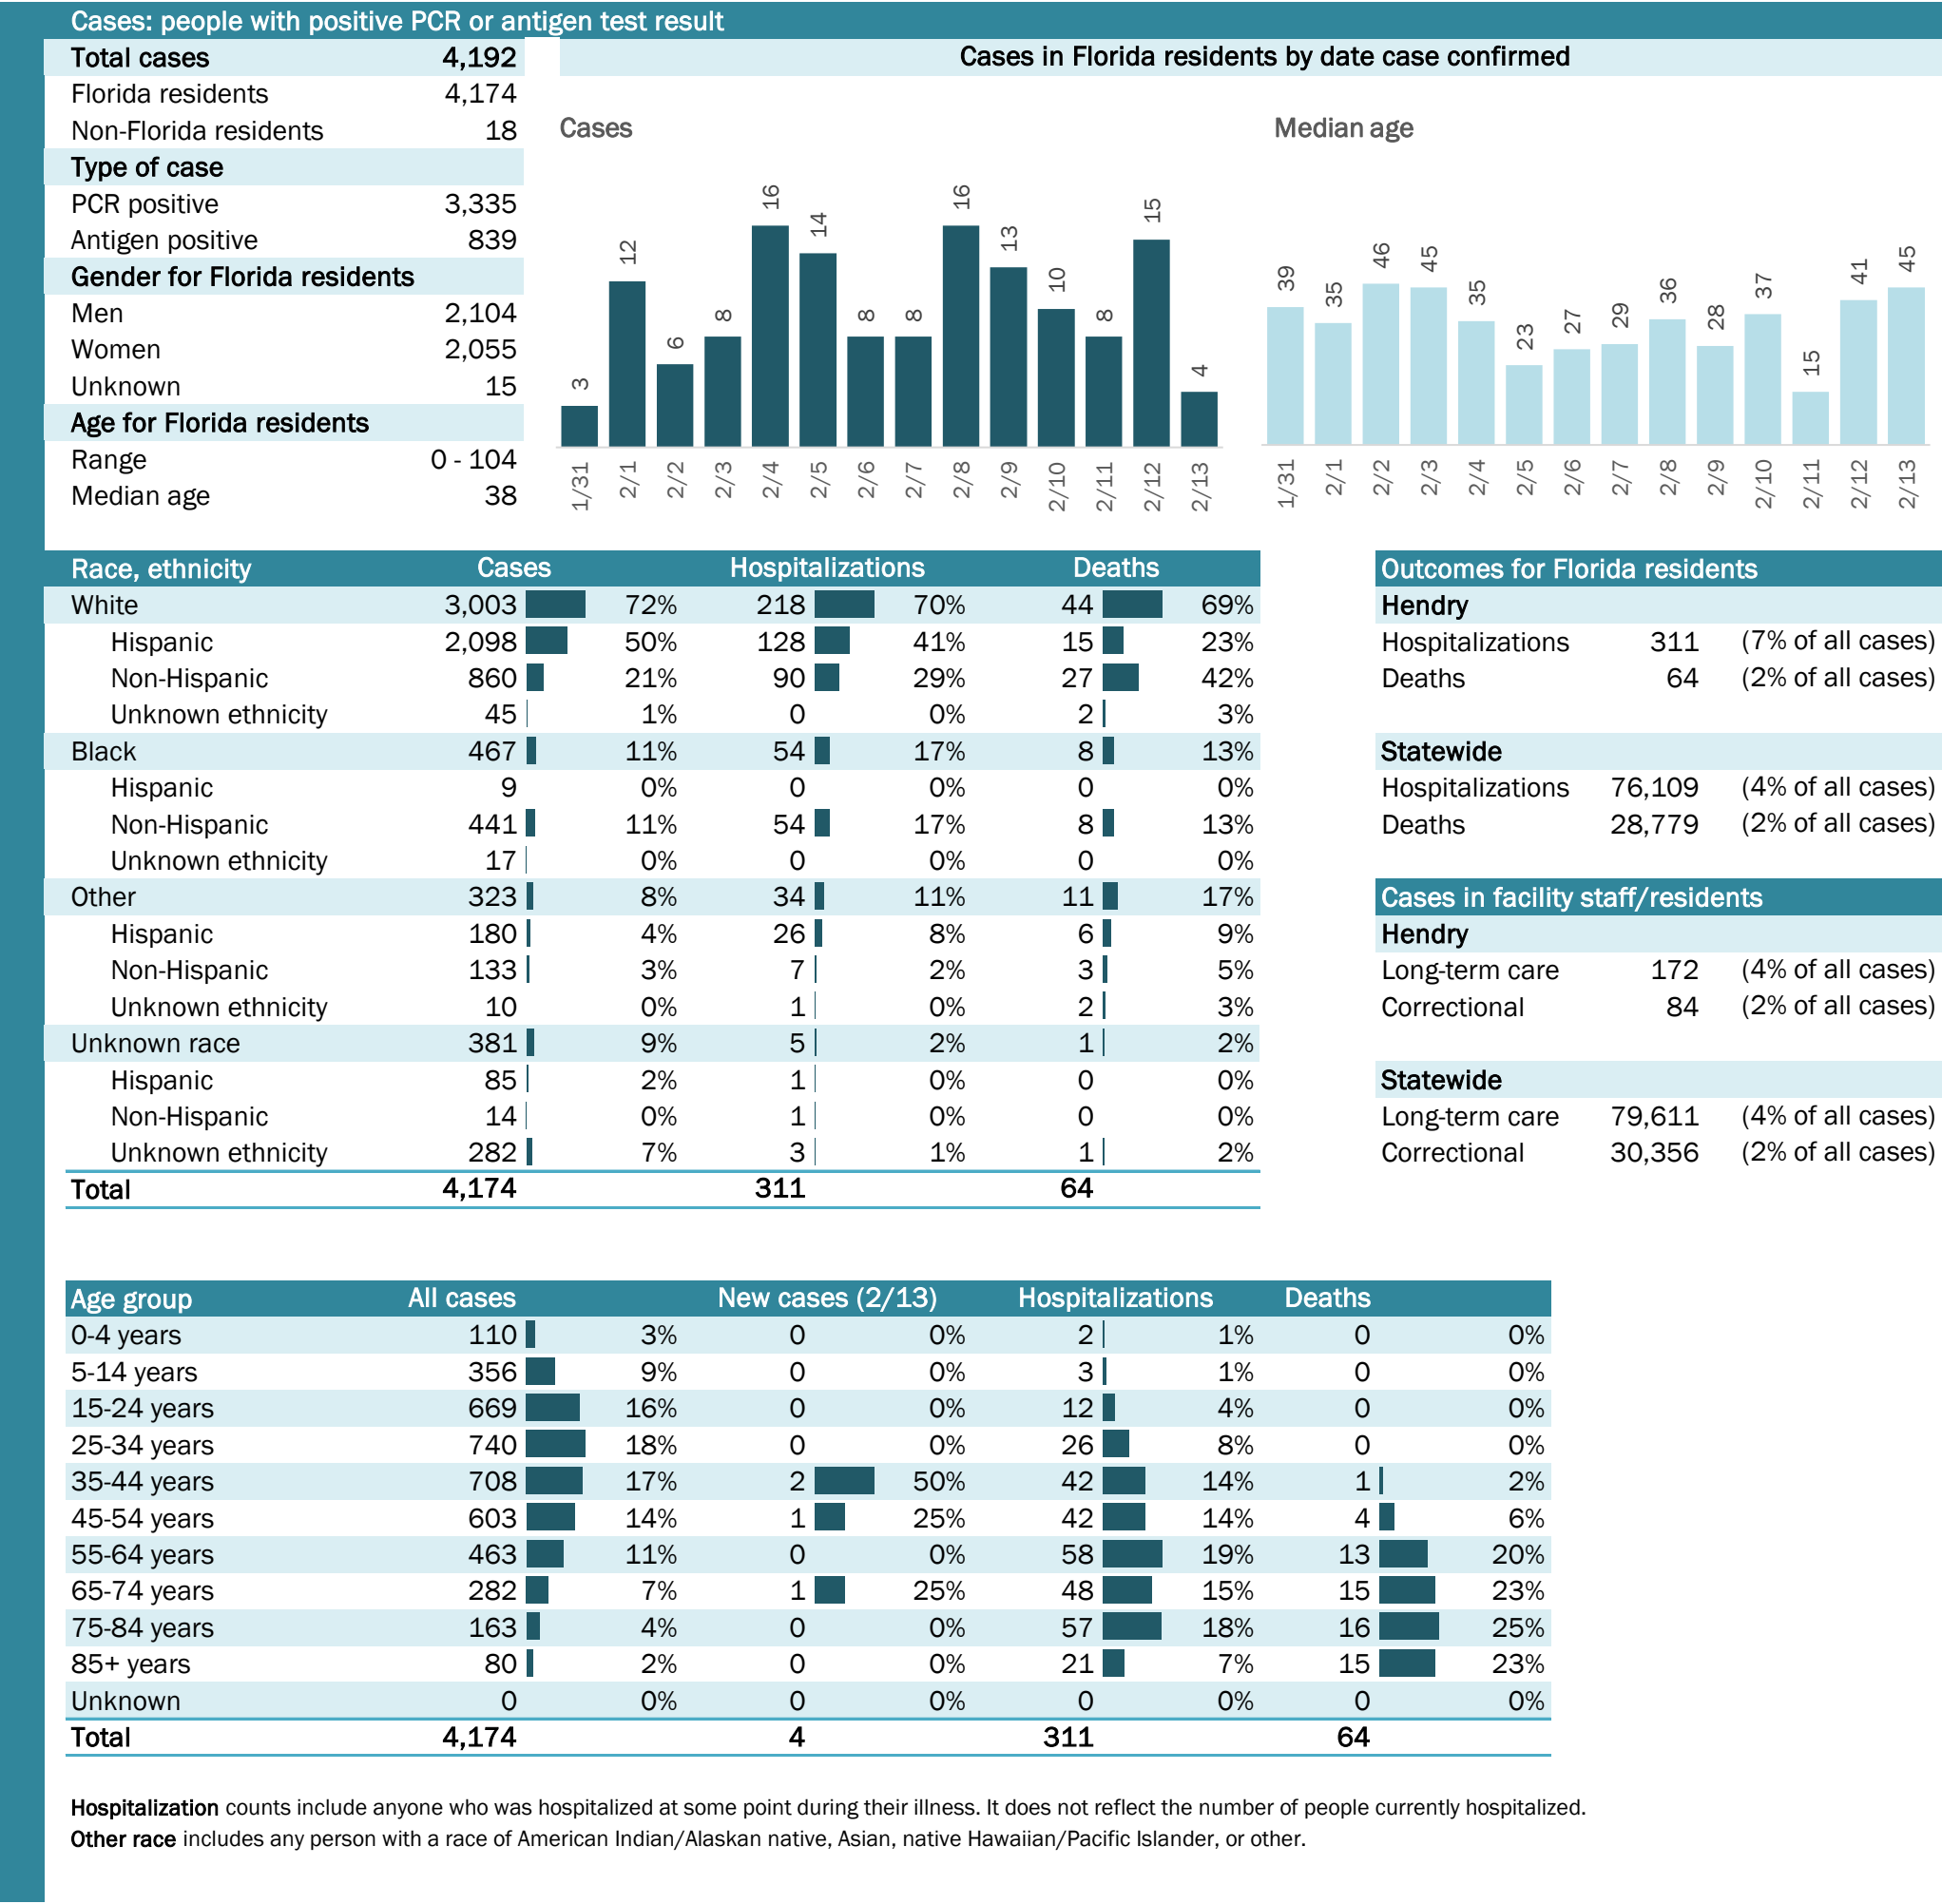 Cases: people with positive PCR or antigen test result
Total cases 4,192
Florida residents 4,174
Non-Florida residents 18
Type of case
PCR positive 3,335
Antigen positive 839
Gender for Florida residents
Men 2,104
Women 2,055
Unknown 15
Age for Florida residents
Range 0 - 104
Median age 38
Cases in Florida residents by date case confirmed
Cases
3 12 6 8 16 14 8 8 16 13 10 8 15 4
1/31 2/1 2/2 2/3 2/4 2/5 2/6 2/7 2/8 2/9 2/10 2/11 2/12 2/13
Median age
39 35 46 45 35 23 27 29 36 28 37 15 41 45
1/31 2/1 2/2 2/3 2/4 2/5 2/6 2/7 2/8 2/9 2/10 2/11 2/12 2/13
Race, ethnicity Cases Hospitalizations Deaths
White 3,003 72% 218 70% 44 69%
Hispanic 2,098 50% 128 41% 15 23%
Non-Hispanic 860 21% 90 29% 27 42%
Unknown ethnicity 45 1% 0 0% 2 3%
Black 467 11% 54 17% 8 13%
Hispanic 9 0% 0 0% 0 0%
Non-Hispanic 441 11% 54 17% 8 13%
Unknown ethnicity 17 0% 0 0% 0 0%
Other 323 8% 34 11% 11 17%
Hispanic 180 4% 26 8% 6 9%
Non-Hispanic 133 3% 7 2% 3 5%
Unknown ethnicity 10 0% 1 0% 2 3%
Unknown race 381 9% 5 2% 1 2%
Hispanic 85 2% 1 0% 0 0%
Non-Hispanic 14 0% 1 0% 0 0%
Unknown ethnicity 282 7% 3 1% 1 2%
Total 4,174 311 64
Outcomes for Florida residents
Hendry
Hospitalizations 311 (7% of all cases)
Deaths 64 (2% of all cases)
Statewide
Hospitalizations 76,109 (4% of all cases)
Deaths 28,779 (2% of all cases)
Cases in facility staff/residents
Hendry
Long-term care 172 (4% of all cases)
Correctional 84 (2% of all cases)
Statewide
Long-term care 79,611 (4% of all cases)
Correctional 30,356 (2% of all cases)
Age group All cases New cases (2/13) Hospitalizations Deaths
0-4 years 110 3% 0 0% 2 1% 0 0%
5-14 years 356 9% 0 0% 3 1% 0 0%
15-24 years 669 16% 0 0% 12 4% 0 0%
25-34 years 740 18% 0 0% 26 8% 0 0%
35-44 years 708 17% 2 50% 42 14% 1 2%
45-54 years 603 14% 1 25% 42 14% 4 6%
55-64 years 463 11% 0 0% 58 19% 13 20%
65-74 years 282 7% 1 25% 48 15% 15 23%
75-84 years 163 4% 0 0% 57 18% 16 25%
85+ years 80 2% 0 0% 21 7% 15 23%
Unknown 0 0% 0 0% 0 0% 0 0%
Total 4,174 4 311 64
Hospitalization counts include anyone who was hospitalized at some point during their illness. It does not reflect the number of people currently hospitalized.
Other race includes any person with a race of American Indian/Alaskan native, Asian, native Hawaiian/Pacific Islander, or other.